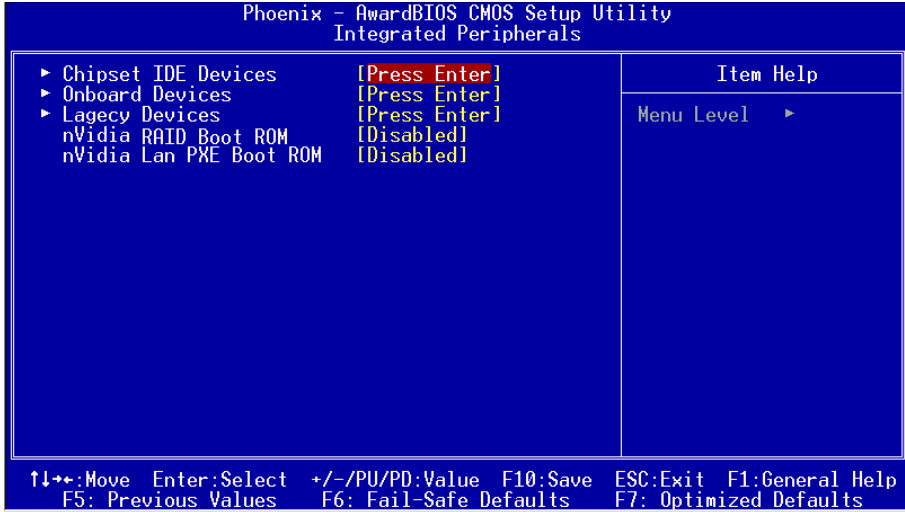 Phoenix - AwardBIOS CMOS Setup Utility
Integrated Peripherals
► Chipset IDE Devices [Press Enter]
► Onboard Devices [Press Enter]
► Lagecy Devices [Press Enter]
nVidia RAID Boot ROM [Disabled]
nVidia Lan PXE Boot ROM [Disabled]
Item Help
Menu Level ►
↑↓→←:Move Enter:Select +/-/PU/PD:Value F10:Save ESC:Exit F1:General Help
F5: Previous Values F6: Fail-Safe Defaults F7: Optimized Defaults